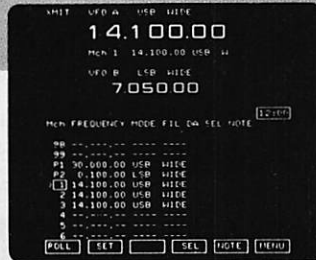 XMIT VFO A USB WIDE
14.100.00
Mch 1 14.100.00 USB W
VFO B LSB WIDE
7.050.00
12:00
Mch FREQUENCY MODE FIL DA SEL NOTE
98 --.---.-- --- ----
99 --.---.-- --- ----
P1 30.000.00 USB WIDE
P2 0.100.00 LSB WIDE
1 14.100.00 USB WIDE
2 14.100.00 USB WIDE
3 14.100.00 USB WIDE
4 --.---.-- --- ----
5 --.---.-- --- ----
6 --.---.-- --- ----
ROLL SET SEL NOTE MENU